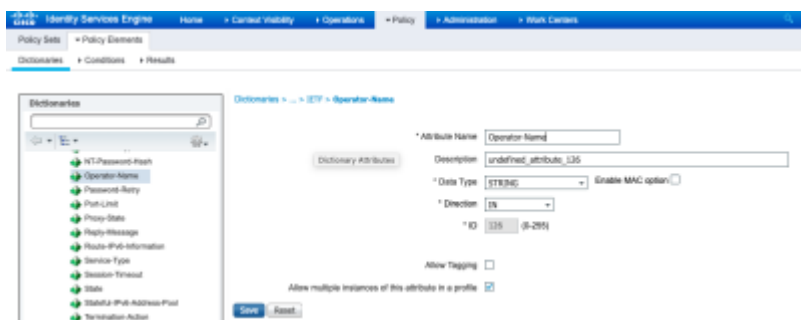 CISCO Identity Services Engine Home Context Visibility Operations Policy Administration Work Centers
Policy Sets Policy Elements
Dictionaries Conditions Results
Dictionaries
Dictionaries > ... > IETF > Operator-Name
* Attribute Name Operator-Name
NT-Password-Hash
Dictionary Attributes
Description undefined_attribute_126
Operator-Name
* Data Type STRING Enable MAC option
Password-Retry
Port-Limit
* Direction IN
Proxy-State
* ID 126 (0-255)
Reply-Message
Route-IPv6-Information
Service-Type
Allow Tagging
Session-Timeout
State
Allow multiple instances of this attribute in a profile
Stateful-IPv6-Address-Pool
Save Reset
Termination-Action